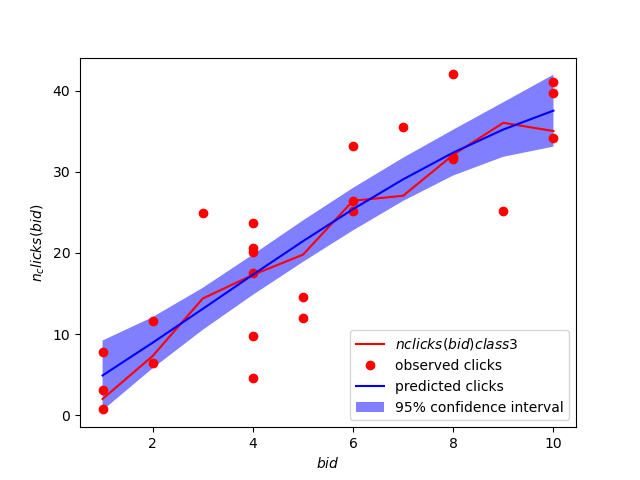 40
30
20
10
0
n_clicks(bid)
2
4
6
8
10
bid
nclicks(bid)class3
observed clicks
predicted clicks
95% confidence interval